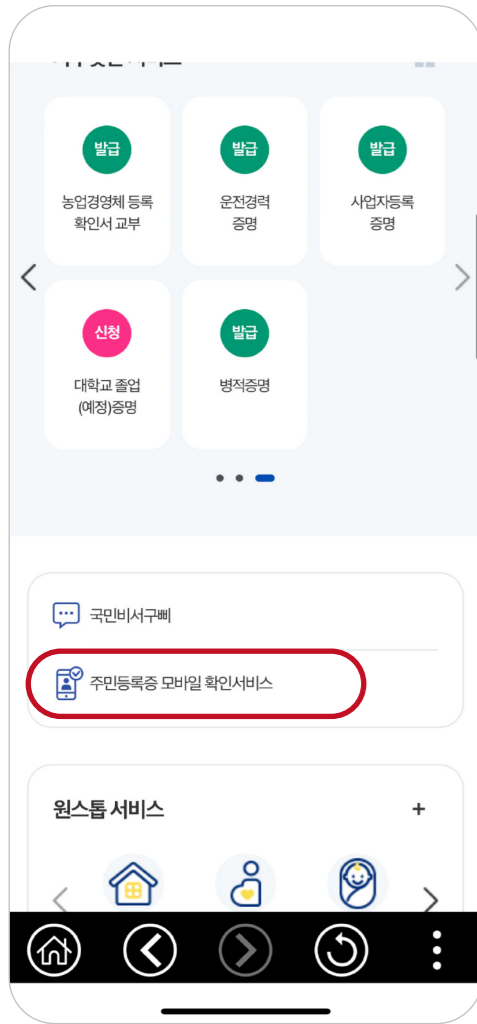 발급
농업경영체 등록
확인서 교부
발급
운전경력
증명
발급
사업자등록
증명
신청
대학교 졸업
(예정)증명
발급
병적증명
국민비서구삐
주민등록증 모바일 확인서비스
원스톱 서비스
+